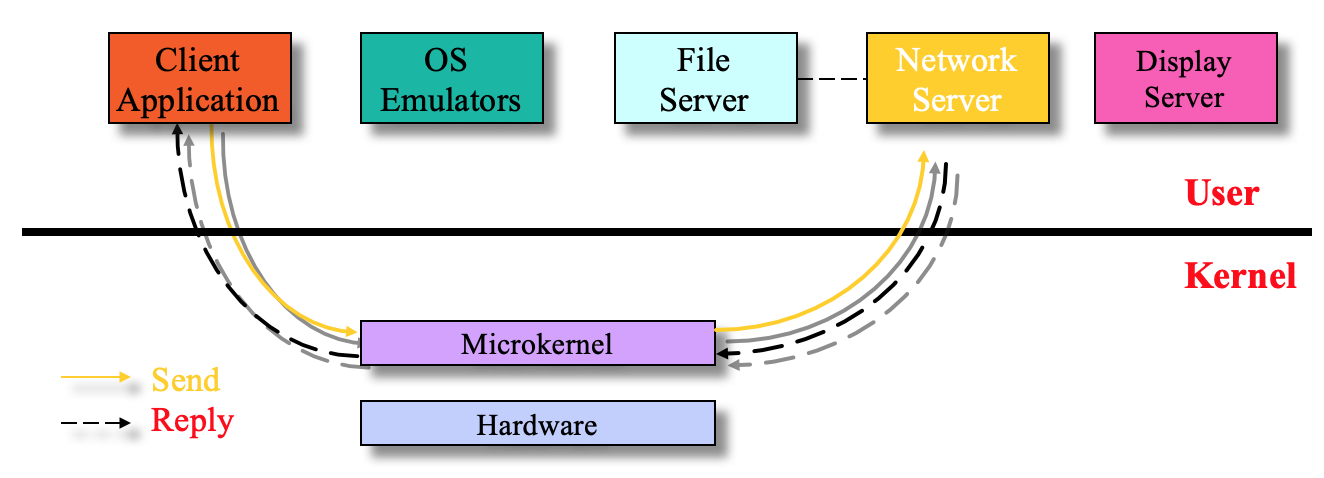 Client
Application
OS
Emulators
File
Server
Network
Server
Display
Server
User
Kernel
Microkernel
Send
Reply
Hardware